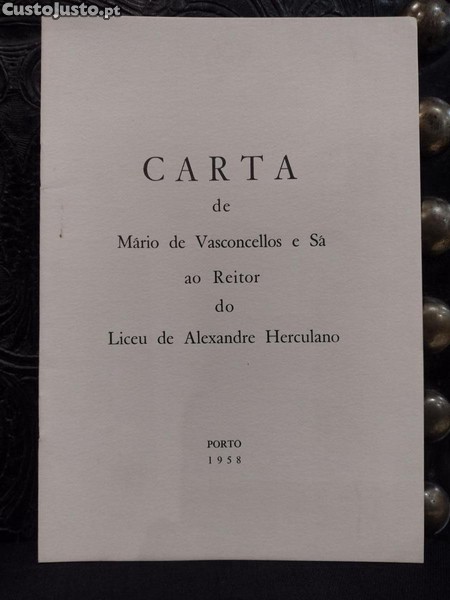 CustoJusto.pt
CARTA
de
Mário de Vasconcellos e Sá
ao Reitor
do
Liceu de Alexandre Herculano
PORTO
1958